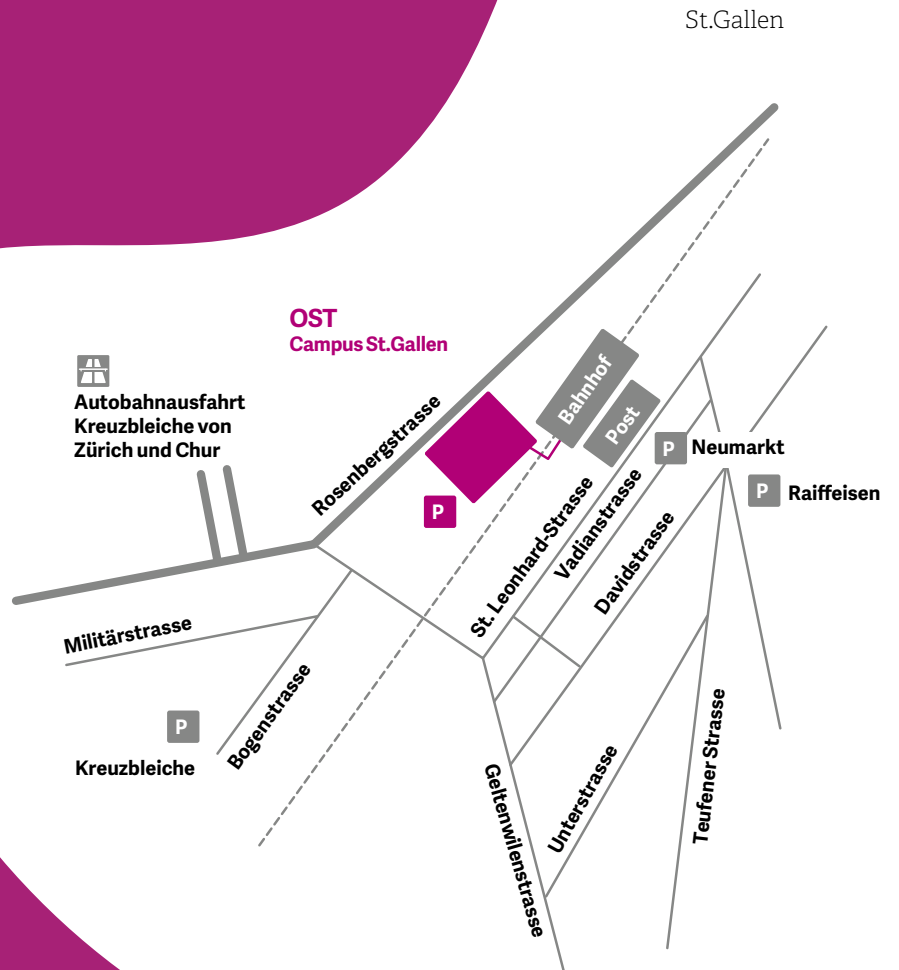 St.Gallen
OST
Campus St.Gallen
Autobahnausfahrt
Kreuzbleiche von
Zürich und Chur
Rosenbergstrasse
Bahnhof
Post
P
Neumarkt
P
Raiffeisen
P
St. Leonhard-Strasse
Vadianstrasse
Davidstrasse
Militärstrasse
Bogenstrasse
P
Kreuzbleiche
Geltenwilenstrasse
Unterstrasse
Teufener Strasse